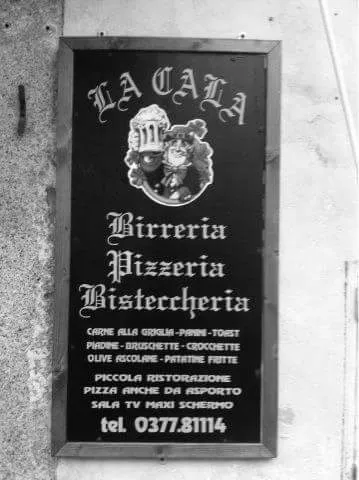 LA CALA
Birreria
Pizzeria
Bisteccheria
CARNE ALLA GRIGLIA - PANINI - TOAST
PIADINE - BRUSCHETTE - CROCCHETTE
OLIVE ASCOLANE - PATATINE FRITTE
PICCOLA RISTORAZIONE
PIZZA ANCHE DA ASPORTO
SALA TV MAXI SCHERMO
tel. 0377.81114